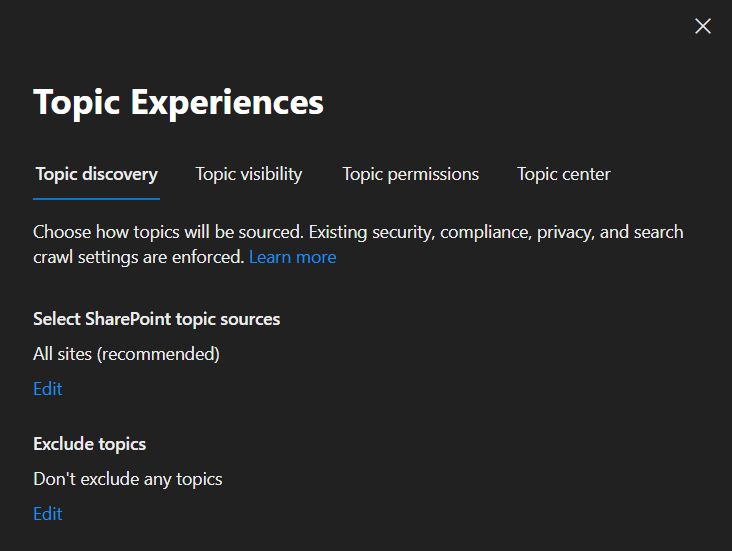 Topic Experiences
Topic discovery Topic visibility Topic permissions Topic center
Choose how topics will be sourced. Existing security, compliance, privacy, and search
crawl settings are enforced. Learn more
Select SharePoint topic sources
All sites (recommended)
Edit
Exclude topics
Don't exclude any topics
Edit